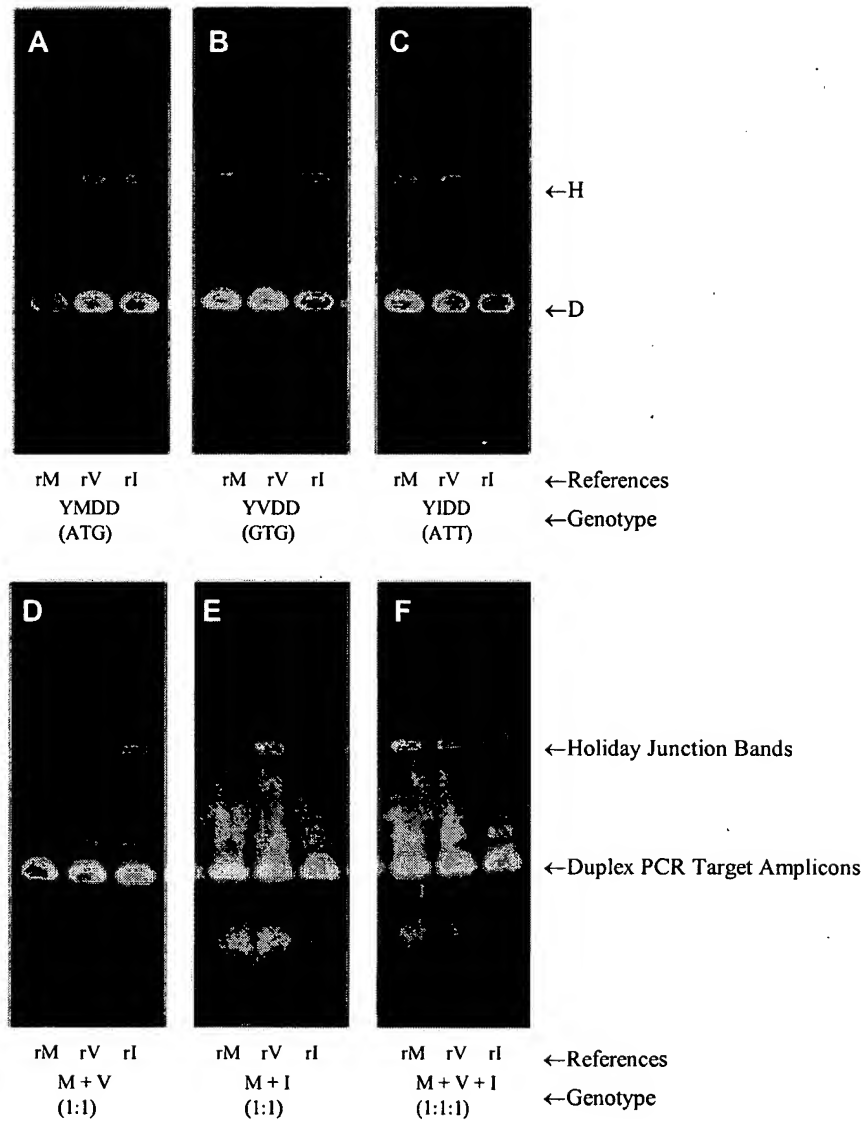 A B C
←H
←D
rM rV rI rM rV rI rM rV rI ←References
YMDD YVDD YIDD
(ATG) (GTG) (ATT) ←Genotype
D E F
←Holiday Junction Bands
←Duplex PCR Target Amplicons
rM rV rI rM rV rI rM rV rI ←References
M + V M + I M + V + I
(1:1) (1:1) (1:1:1) ←Genotype